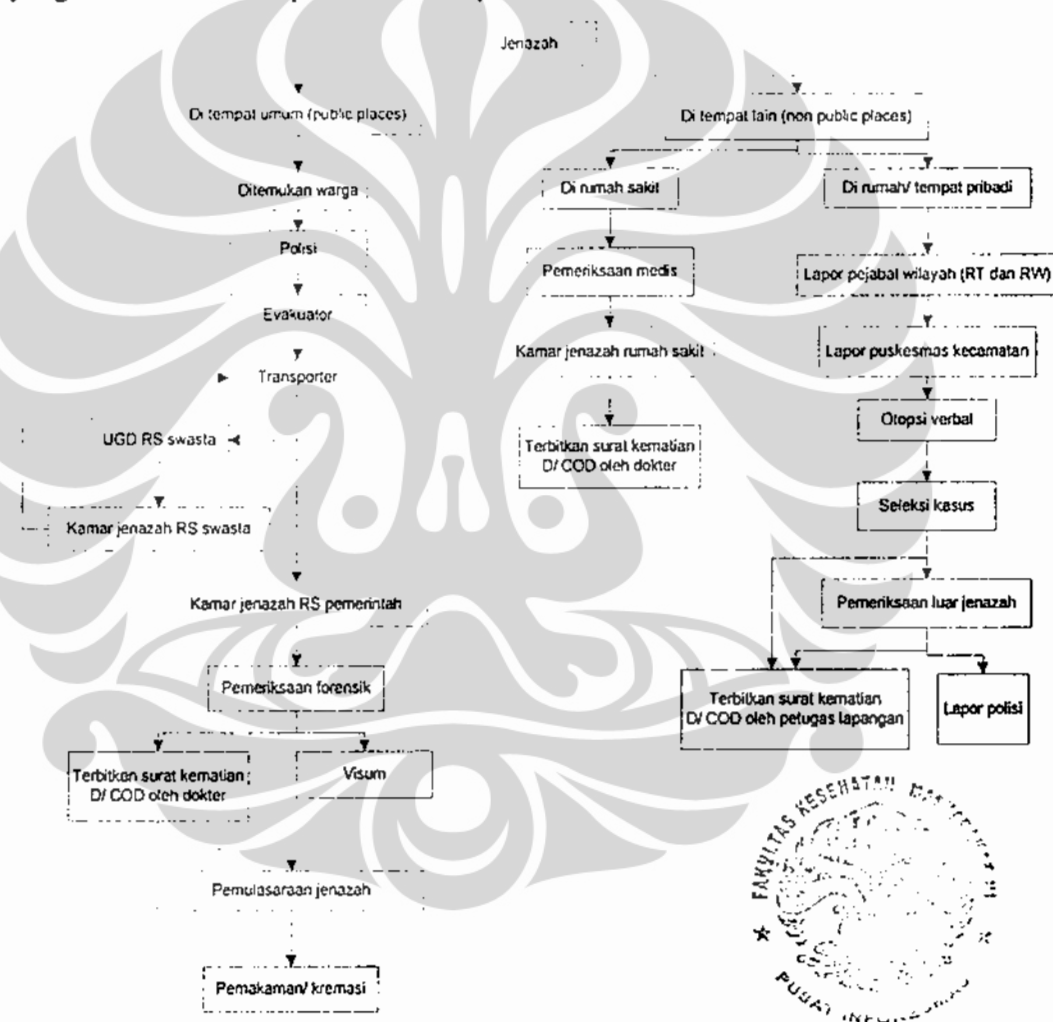 Jenazah
Di tempat umum (public places)
Di tempat lain (non public places)
Ditemukan warga
Di rumah sakit
Di rumah/ tempat pribadi
Polisi
Pemeriksaan medis
Lapor pejabat wilayah (RT dan RW)
Evakuator
Kamar jenazah rumah sakit
Lapor puskesmas kecamatan
Transporter
UGD RS swasta
Terbitkan surat kematian
D/ COD oleh dokter
Otopsi verbal
Kamar jenazah RS swasta
Seleksi kasus
Kamar jenazah RS pemerintah
Pemeriksaan luar jenazah
Pemeriksaan forensik
Terbitkan surat kematian
D/ COD oleh petugas lapangan
Lapor polisi
Terbitkan surat kematian
D/ COD oleh dokter
Visum
Pemulasaraan jenazah
Pemakaman/ kremasi
FAKULTAS KESEHATAN
PUSAT